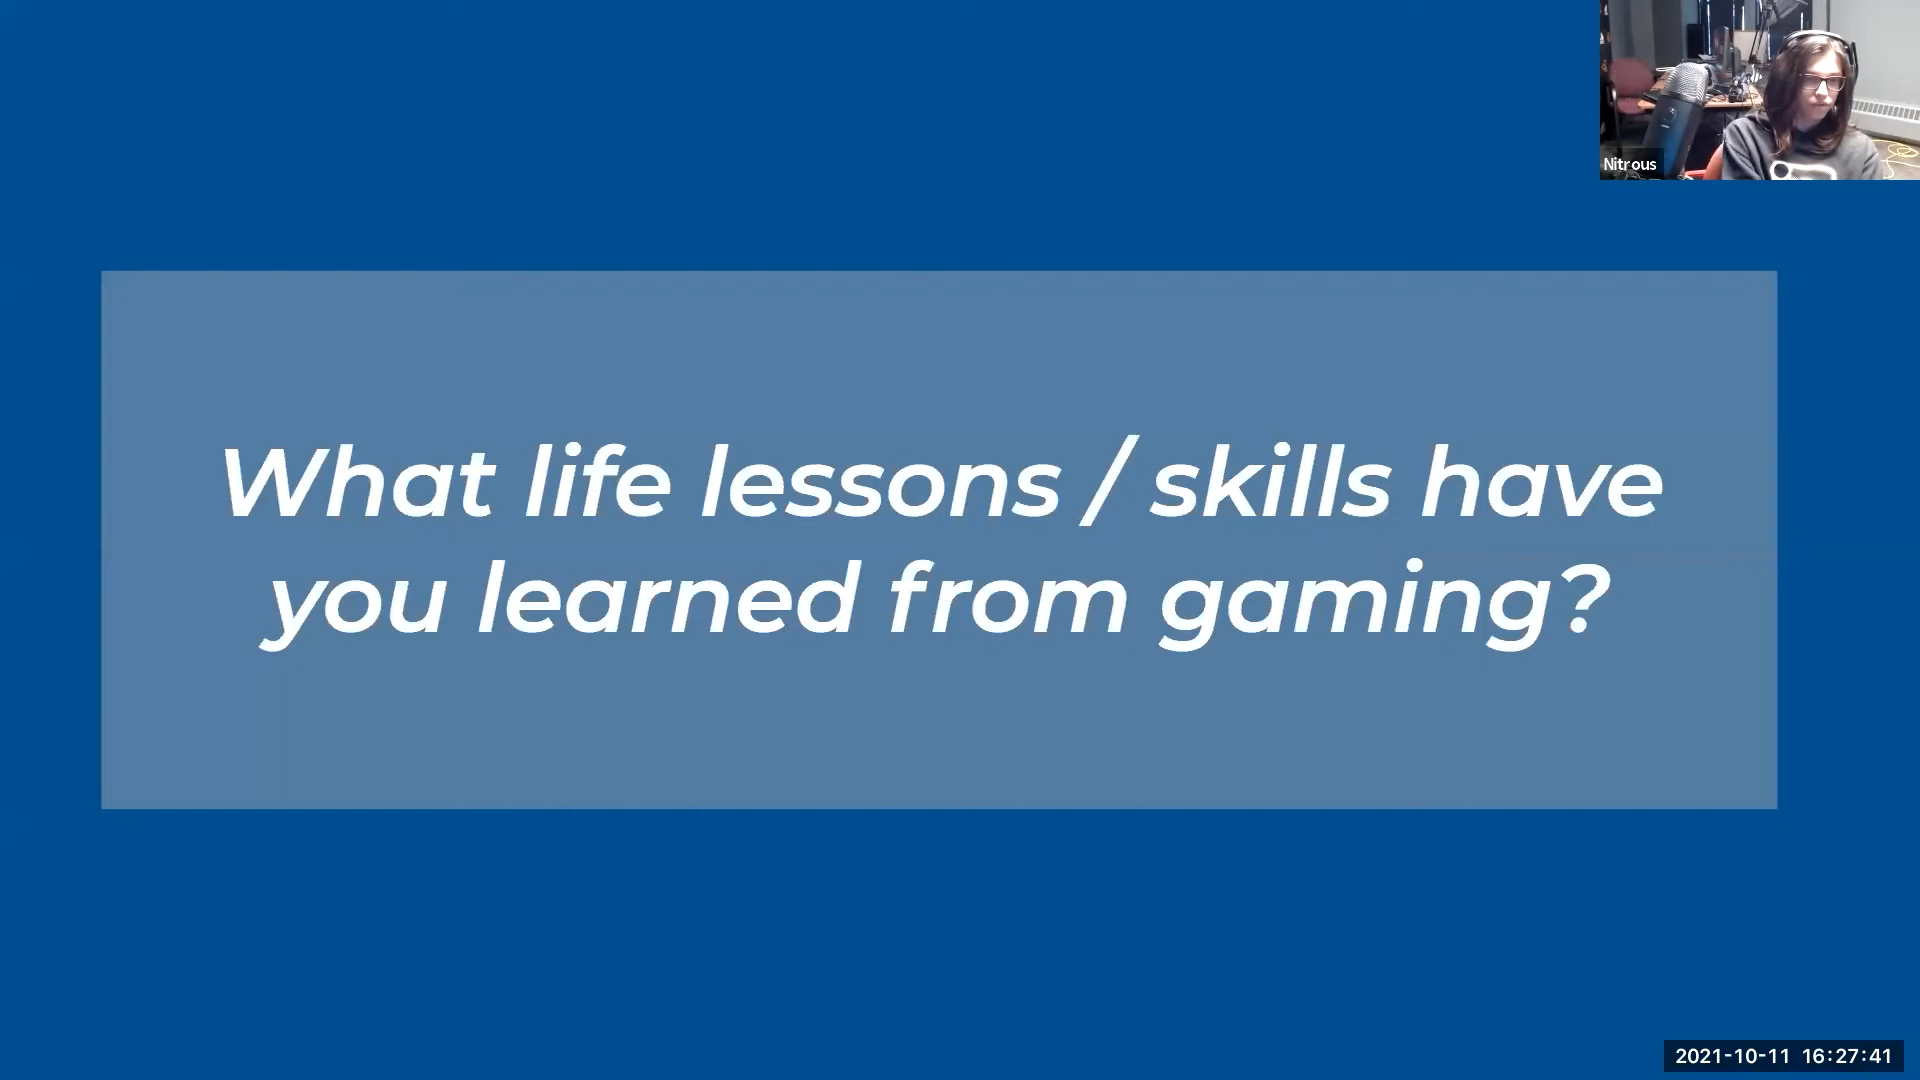 Nitrous
What life lessons / skills have
you learned from gaming?
2021-10-11 16:27:41